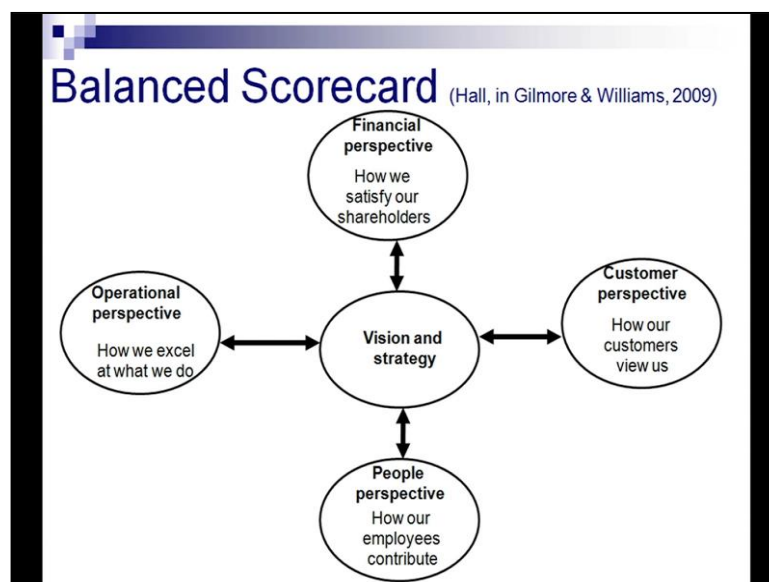 Balanced Scorecard (Hall, in Gilmore & Williams, 2009)
Financial
perspective
How we
satisfy our
shareholders
Operational
perspective
How we excel
at what we do
Vision and
strategy
Customer
perspective
How our
customers
view us
People
perspective
How our
employees
contribute